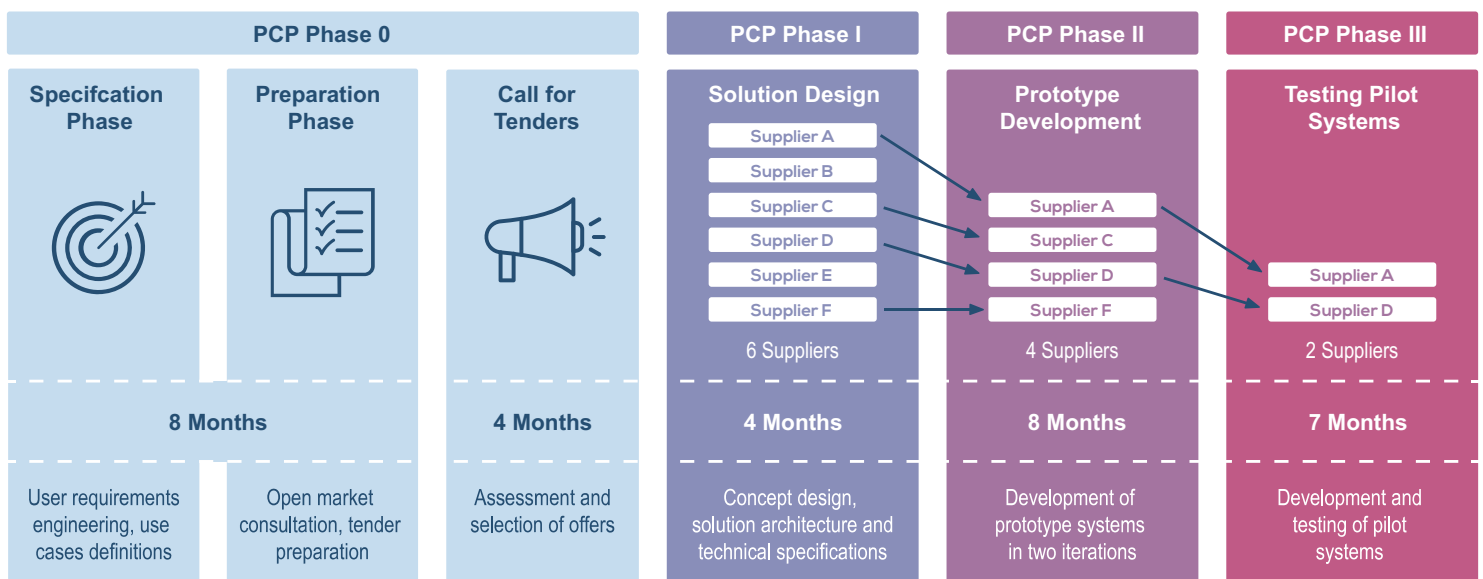 PCP Phase 0
Specifcation
Phase
Preparation
Phase
Call for
Tenders
8 Months
4 Months
User requirements
engineering, use
cases definitions
Open market
consultation, tender
preparation
Assessment and
selection of offers
PCP Phase I
Solution Design
Supplier A
Supplier B
Supplier C
Supplier D
Supplier E
Supplier F
6 Suppliers
4 Months
Concept design,
solution architecture and
technical specifications
PCP Phase II
Prototype
Development
Supplier A
Supplier C
Supplier D
Supplier F
4 Suppliers
8 Months
Development of
prototype systems
in two iterations
PCP Phase III
Testing Pilot
Systems
Supplier A
Supplier D
2 Suppliers
7 Months
Development and
testing of pilot
systems